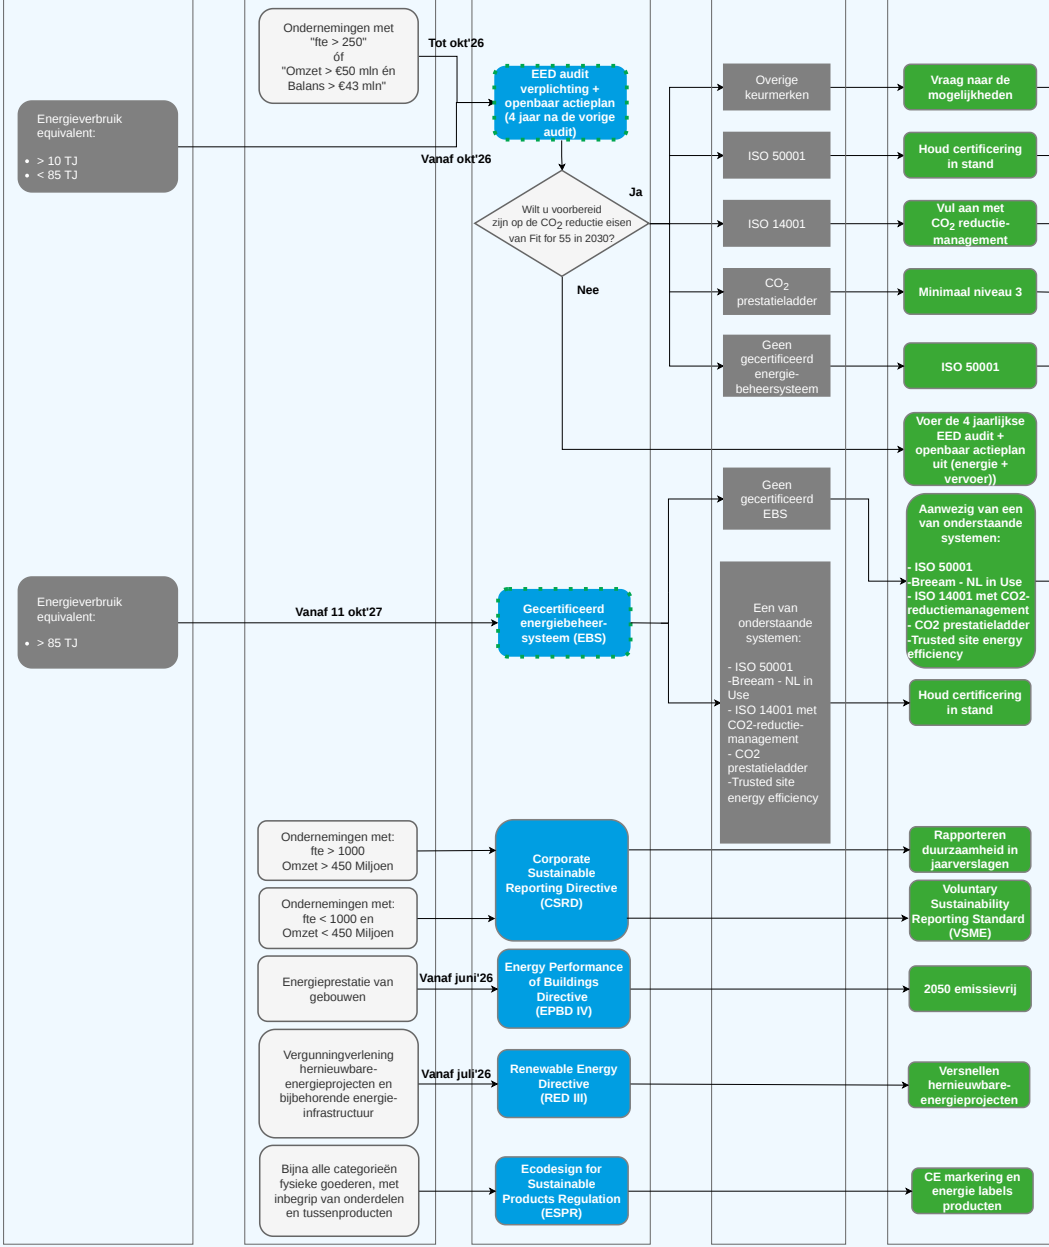 Ondernemingen met
"fte > 250"
óf
"Omzet > €50 mln én
Balans > €43 mln"
Tot okt'26
EED audit
verplichting +
openbaar actieplan
(4 jaar na de vorige
audit)
Energieverbruik
equivalent:
• > 10 TJ
• < 85 TJ
Vanaf okt'26
Wilt u voorbereid
zijn op de CO2 reductie eisen
van Fit for 55 in 2030?
Ja
Nee
Overige
keurmerken
Vraag naar de
mogelijkheden
ISO 50001
Houd certificering
in stand
ISO 14001
Vul aan met
CO2 reductie-
management
CO2
prestatieladder
Minimaal niveau 3
Geen
gecertificeerd
energie-
beheersysteem
ISO 50001
Voer de 4 jaarlijkse
EED audit +
openbaar actieplan
uit (energie +
vervoer))
Energieverbruik
equivalent:
• > 85 TJ
Vanaf 11 okt'27
Gecertificeerd
energiebeheer-
systeem (EBS)
Geen
gecertificeerd
EBS
Aanwezig van een
van onderstaande
systemen:
- ISO 50001
-Breeam - NL in Use
- ISO 14001 met CO2-
reductiemanagement
- CO2 prestatieladder
-Trusted site energy
efficiency
Een van
onderstaande
systemen:
- ISO 50001
-Breeam - NL in
Use
- ISO 14001 met
CO2-reductie-
management
- CO2
prestatieladder
-Trusted site
energy efficiency
Houd certificering
in stand
Ondernemingen met:
fte > 1000
Omzet > 450 Miljoen
Ondernemingen met:
fte < 1000 en
Omzet < 450 Miljoen
Corporate
Sustainable
Reporting Directive
(CSRD)
Rapporteren
duurzaamheid in
jaarverslagen
Voluntary
Sustainability
Reporting Standard
(VSME)
Energieprestatie van
gebouwen
Vanaf juni'26
Energy Performance
of Buildings
Directive
(EPBD IV)
2050 emissievrij
Vergunningverlening
hernieuwbare-
energieprojecten en
bijbehorende energie-
infrastructuur
Vanaf juli'26
Renewable Energy
Directive
(RED III)
Versnellen
hernieuwbare-
energieprojecten
Bijna alle categorieën
fysieke goederen, met
inbegrip van onderdelen
en tussenproducten
Ecodesign for
Sustainable
Products Regulation
(ESPR)
CE markering en
energie labels
producten